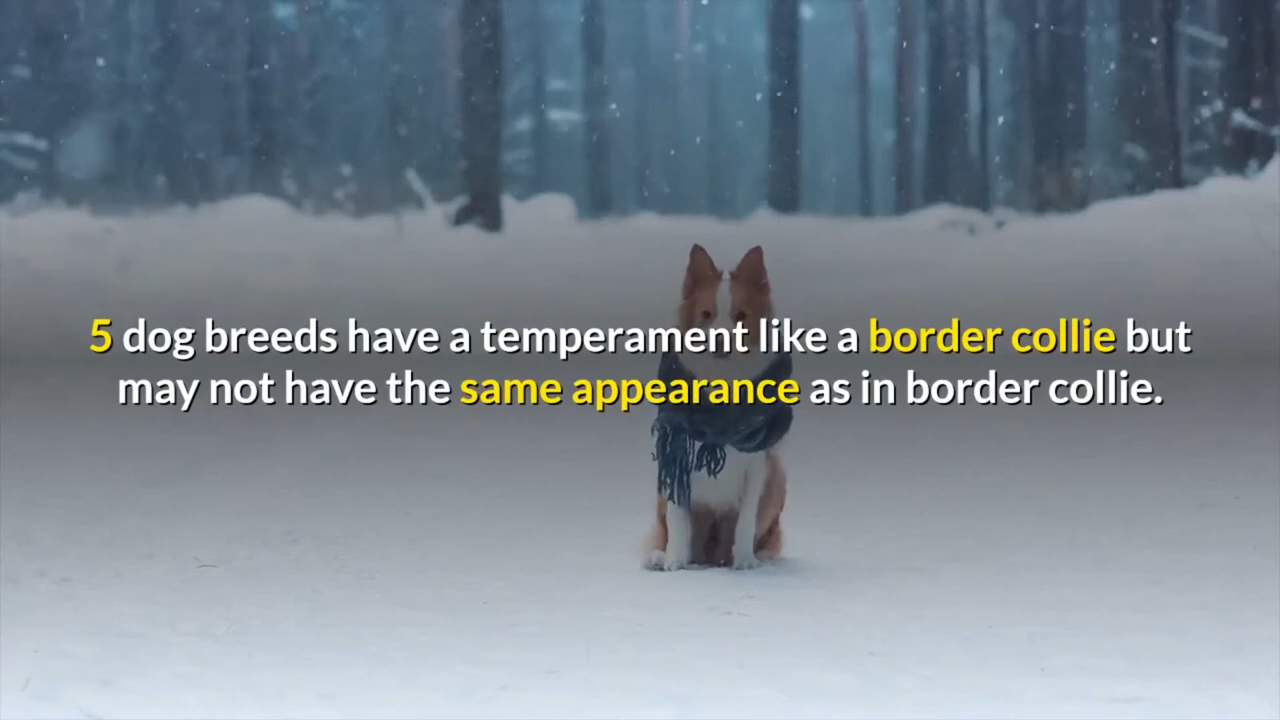 5 dog breeds have a temperament like a border collie but
may not have the same appearance as in border collie.